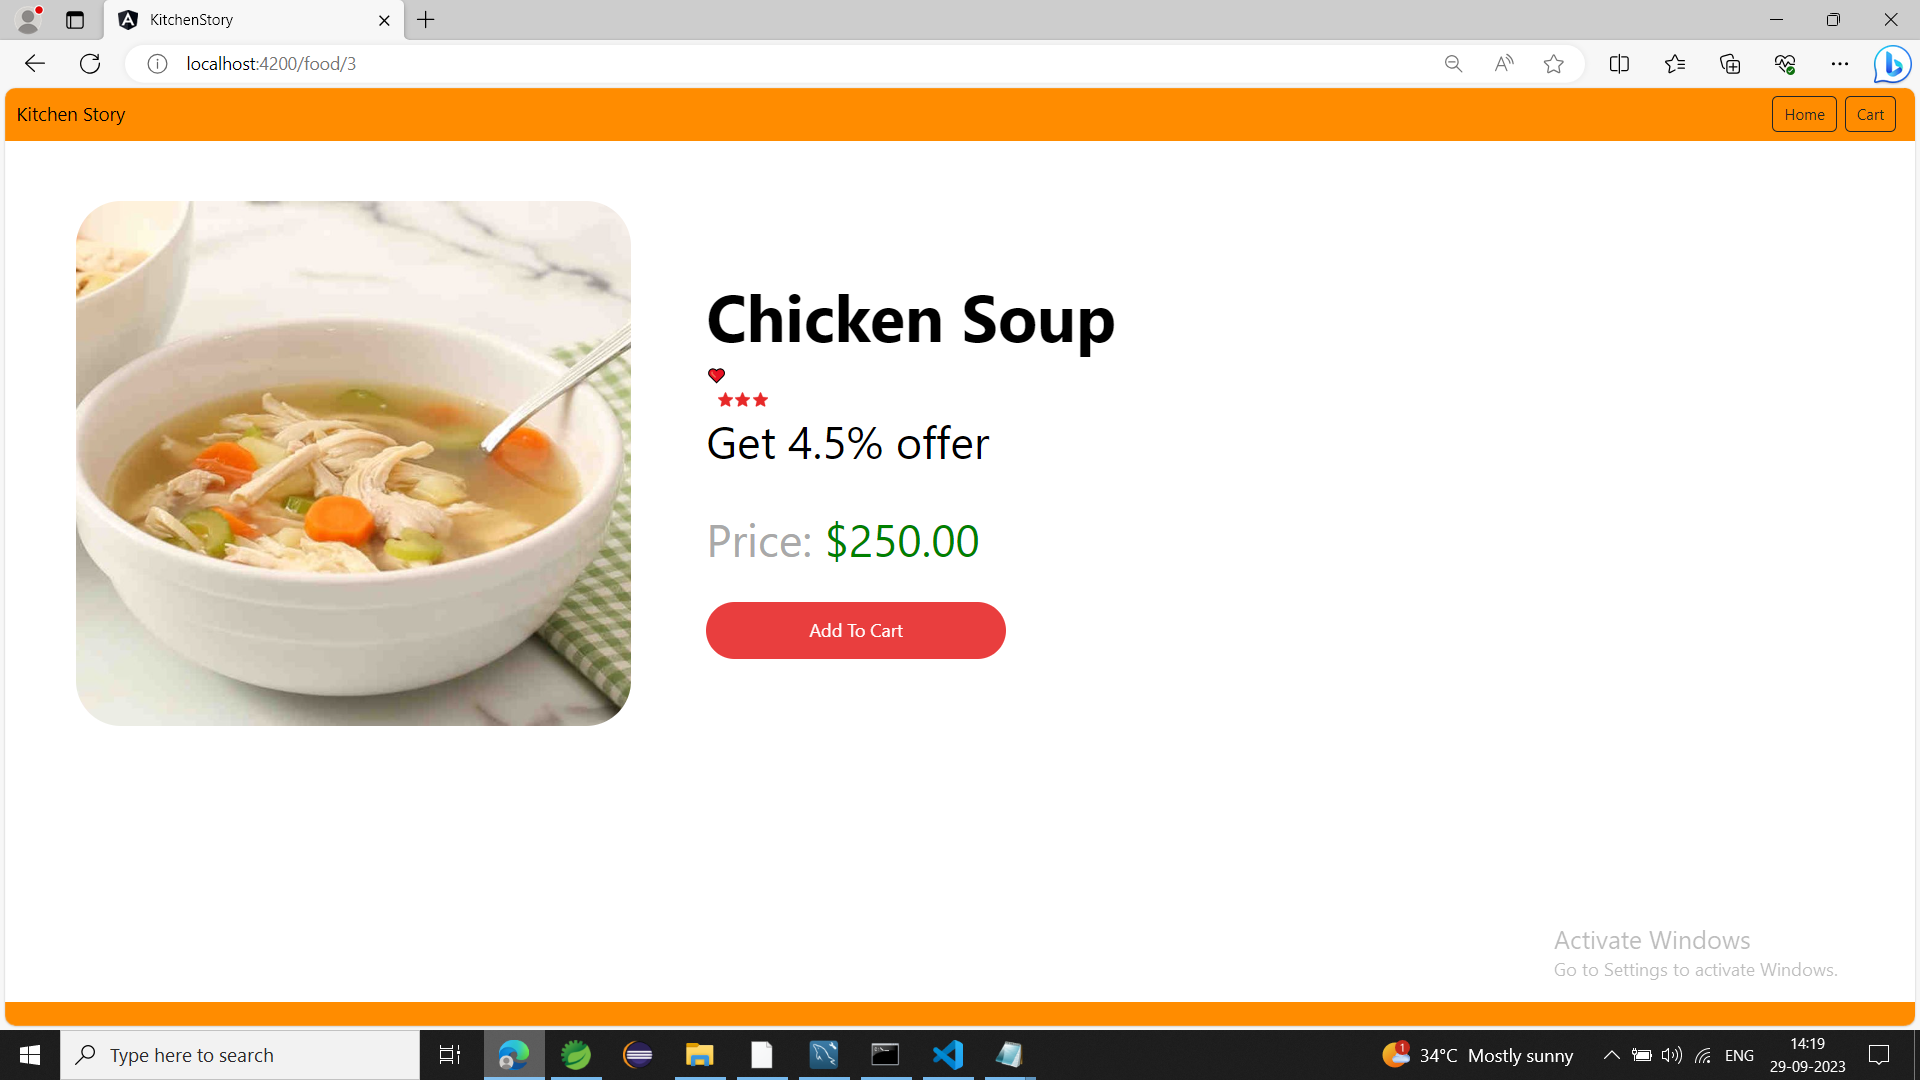 KitchenStory
localhost:4200/food/3
Kitchen Story
Home
Cart
Chicken Soup
Get 4.5% offer
Price: $250.00
Add To Cart
Activate Windows
Go to Settings to activate Windows.
Type here to search
1
34°C Mostly sunny
ENG
14:19
29-09-2023